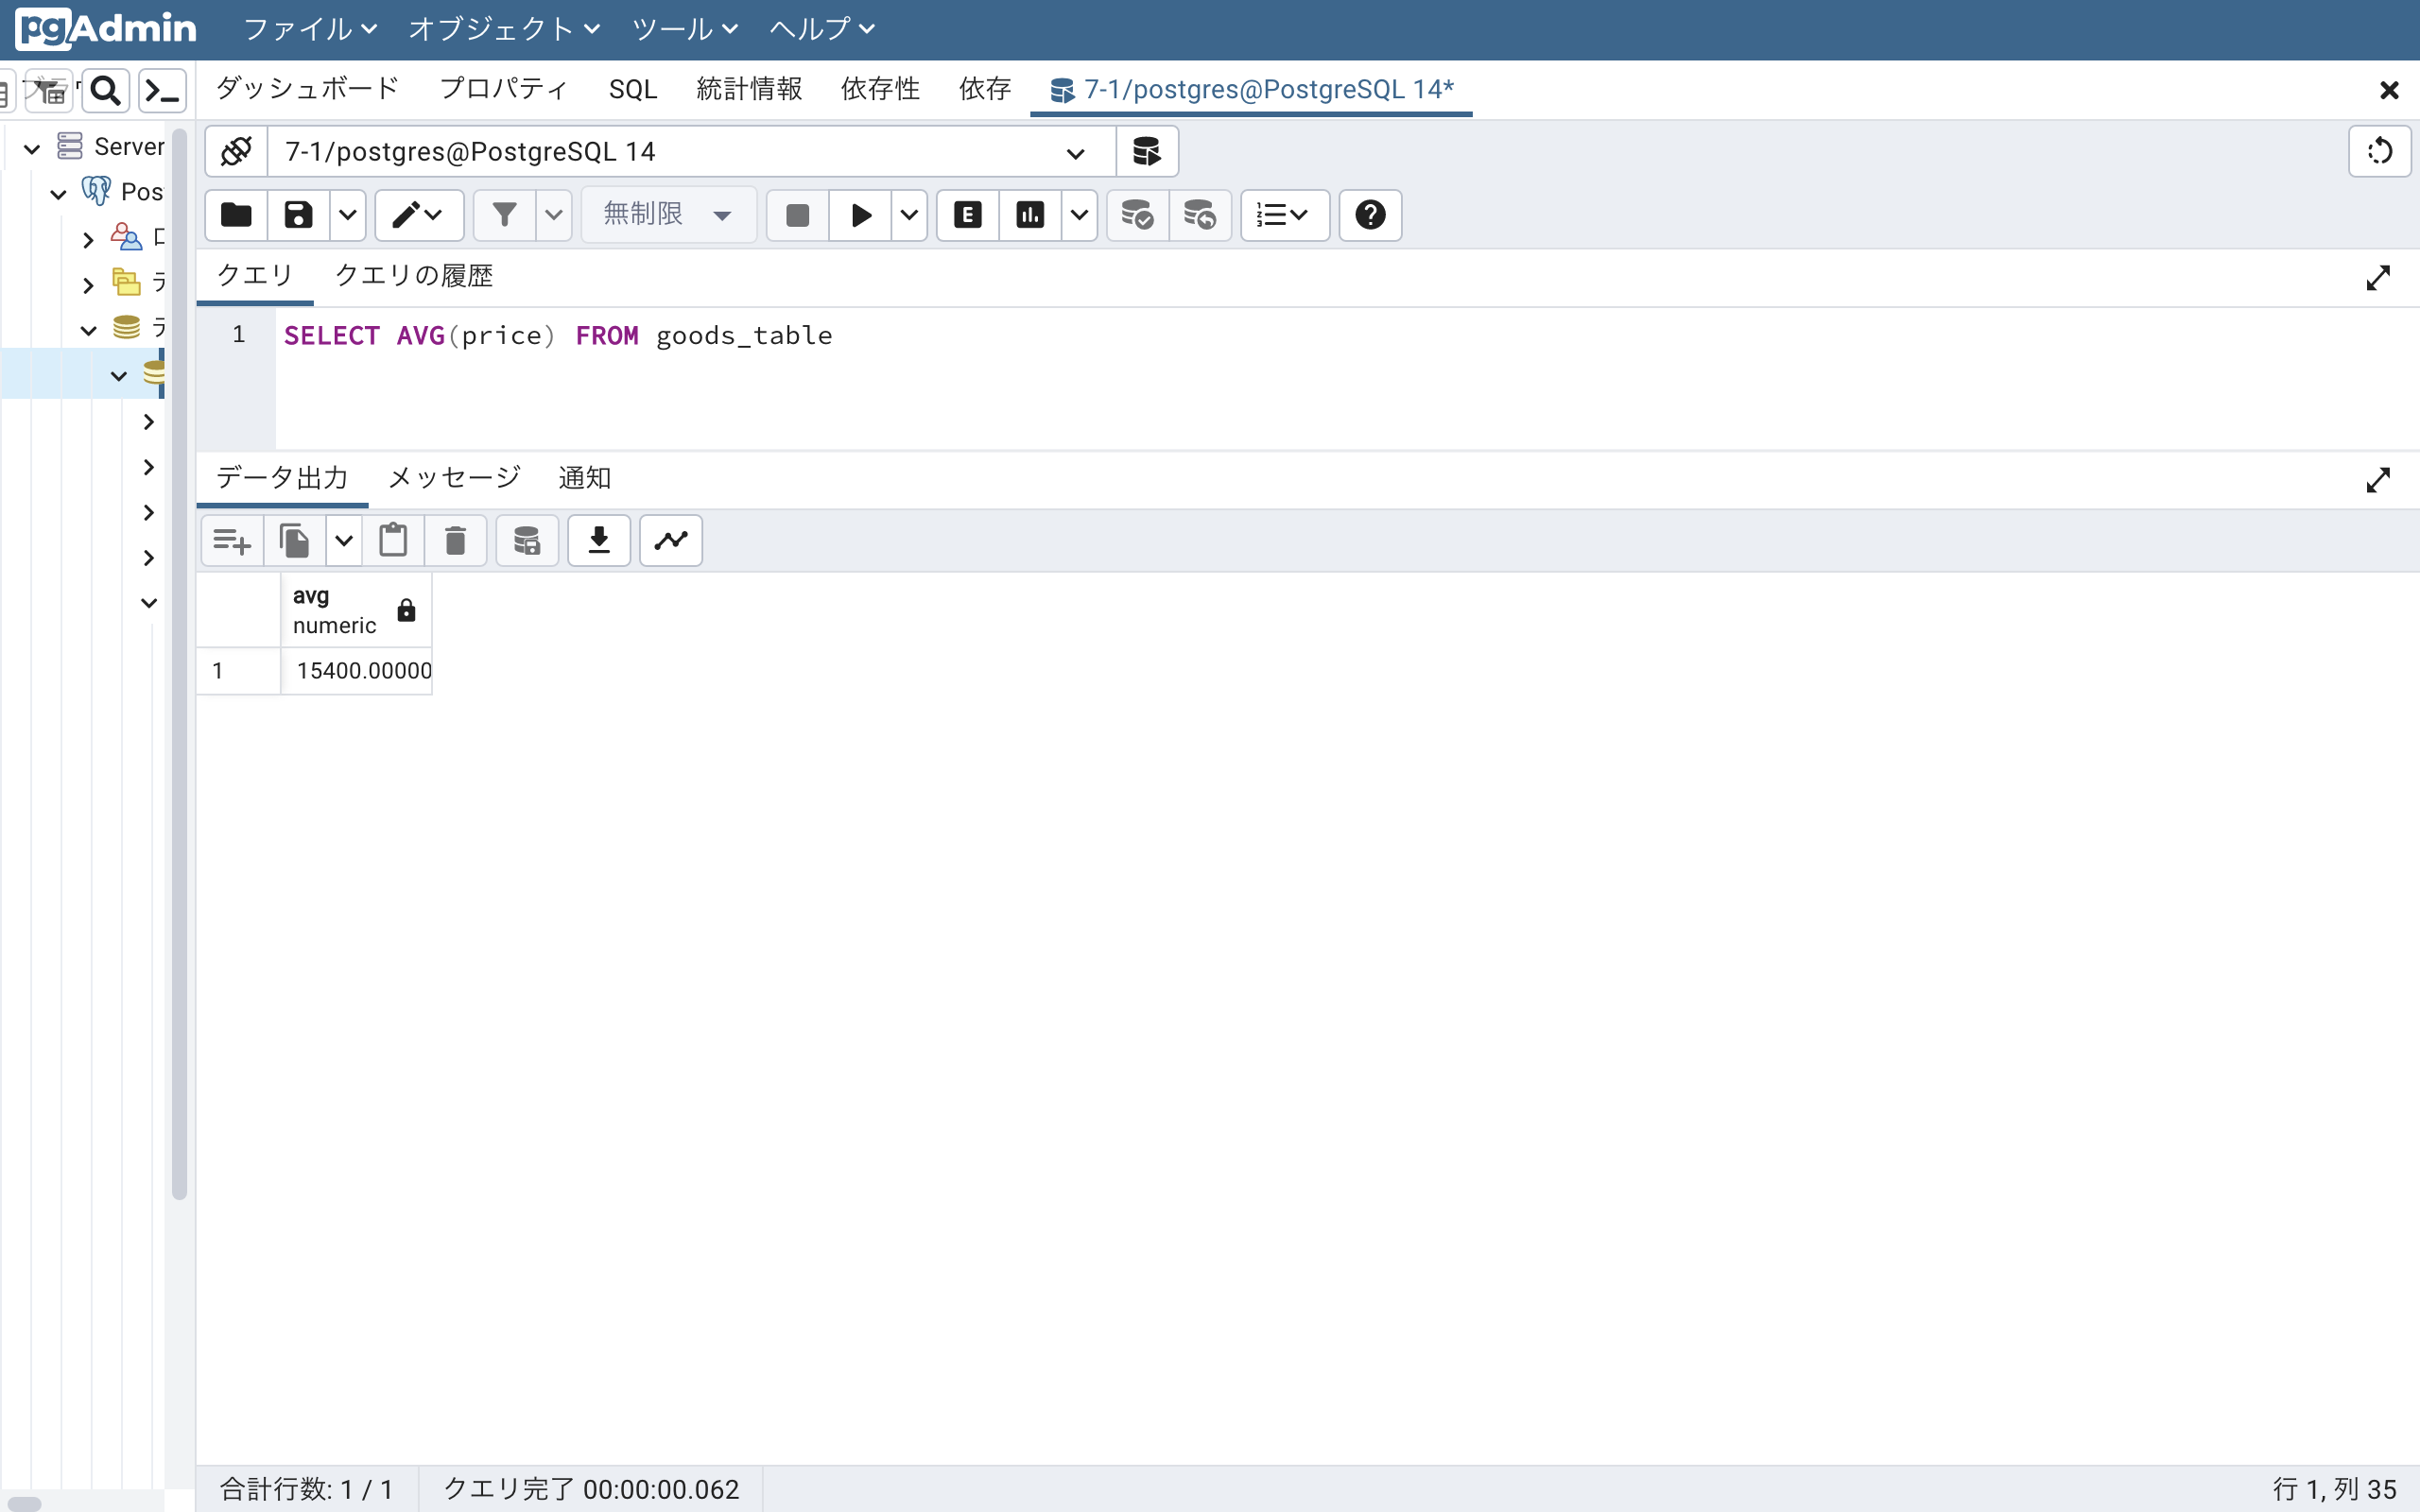 pgAdmin ファイル オブジェクト ツール ヘルプ
ダッシュボード プロパティ SQL 統計情報 依存性 依存 7-1/postgres@PostgreSQL 14*
Server
7-1/postgres@PostgreSQL 14
Pos
無制限
E
クエリ クエリの履歴
1 SELECT AVG(price) FROM goods_table
データ出力 メッセージ 通知
avg
numeric
1 15400.00000
合計行数: 1 / 1 クエリ完了 00:00:00.062 行 1, 列 35